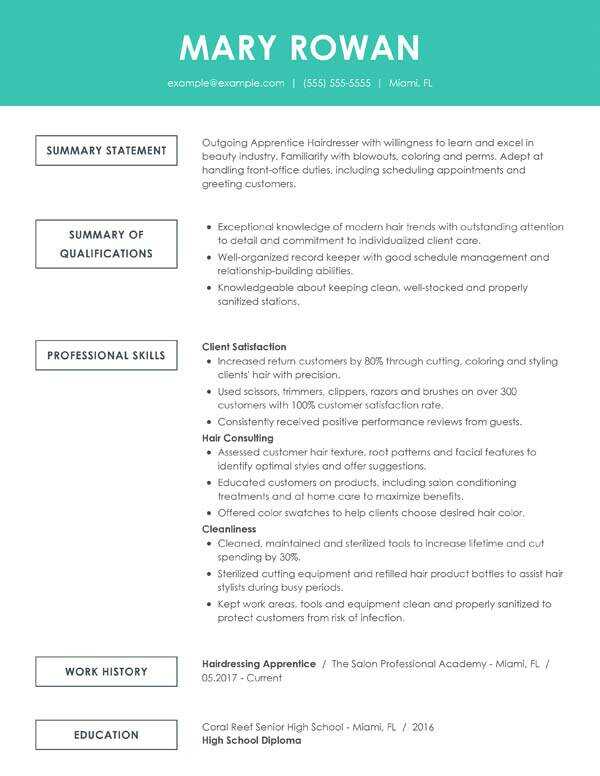 MARY ROWAN
example@example.com | (555) 555-5555 | Miami, FL
SUMMARY STATEMENT
Outgoing Apprentice Hairdresser with willingness to learn and excel in
beauty industry. Familiarity with blowouts, coloring and perms. Adept at
handling front-office duties, including scheduling appointments and
greeting customers.
SUMMARY OF
QUALIFICATIONS
• Exceptional knowledge of modern hair trends with outstanding attention
to detail and commitment to individualized client care.
• Well-organized record keeper with good schedule management and
relationship-building abilities.
• Knowledgeable about keeping clean, well-stocked and properly
sanitized stations.
PROFESSIONAL SKILLS
Client Satisfaction
• Increased return customers by 80% through cutting, coloring and styling
clients' hair with precision.
• Used scissors, trimmers, clippers, razors and brushes on over 300
customers with 100% customer satisfaction rate.
• Consistently received positive performance reviews from guests.
Hair Consulting
• Assessed customer hair texture, root patterns and facial features to
identify optimal styles and offer suggestions.
• Educated customers on products, including salon conditioning
treatments and at home care to maximize benefits.
• Offered color swatches to help clients choose desired hair color.
Cleanliness
• Cleaned, maintained and sterilized tools to increase lifetime and cut
spending by 30%.
• Sterilized cutting equipment and refilled hair product bottles to assist hair
stylists during busy periods.
• Kept work areas, tools and equipment clean and properly sanitized to
protect customers from risk of infection.
WORK HISTORY
Hairdressing Apprentice / The Salon Professional Academy - Miami, FL /
05.2017 - Current
EDUCATION
Coral Reef Senior High School - Miami, FL / 2016
High School Diploma